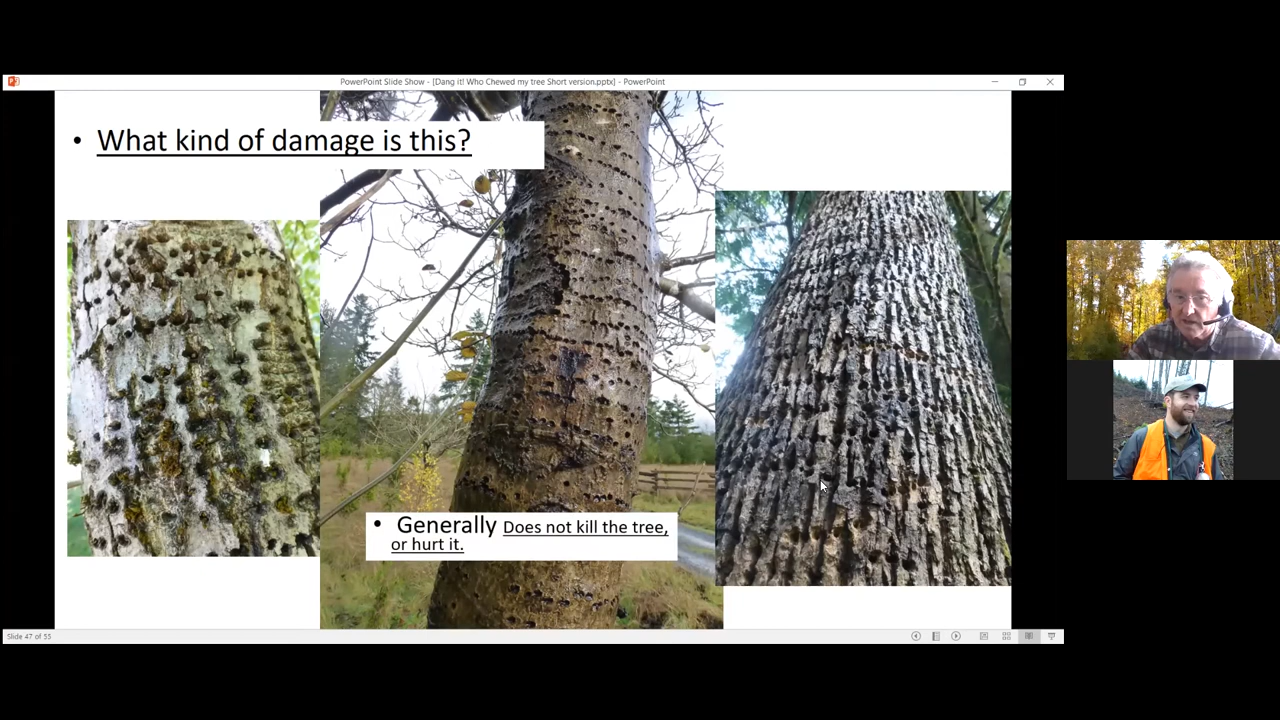 PowerPoint Slide Show - [Dang it! Who Chewed my tree Short version.pptx] - PowerPoint
• What kind of damage is this?
• Generally Does not kill the tree,
or hurt it.
Slide 47 of 55